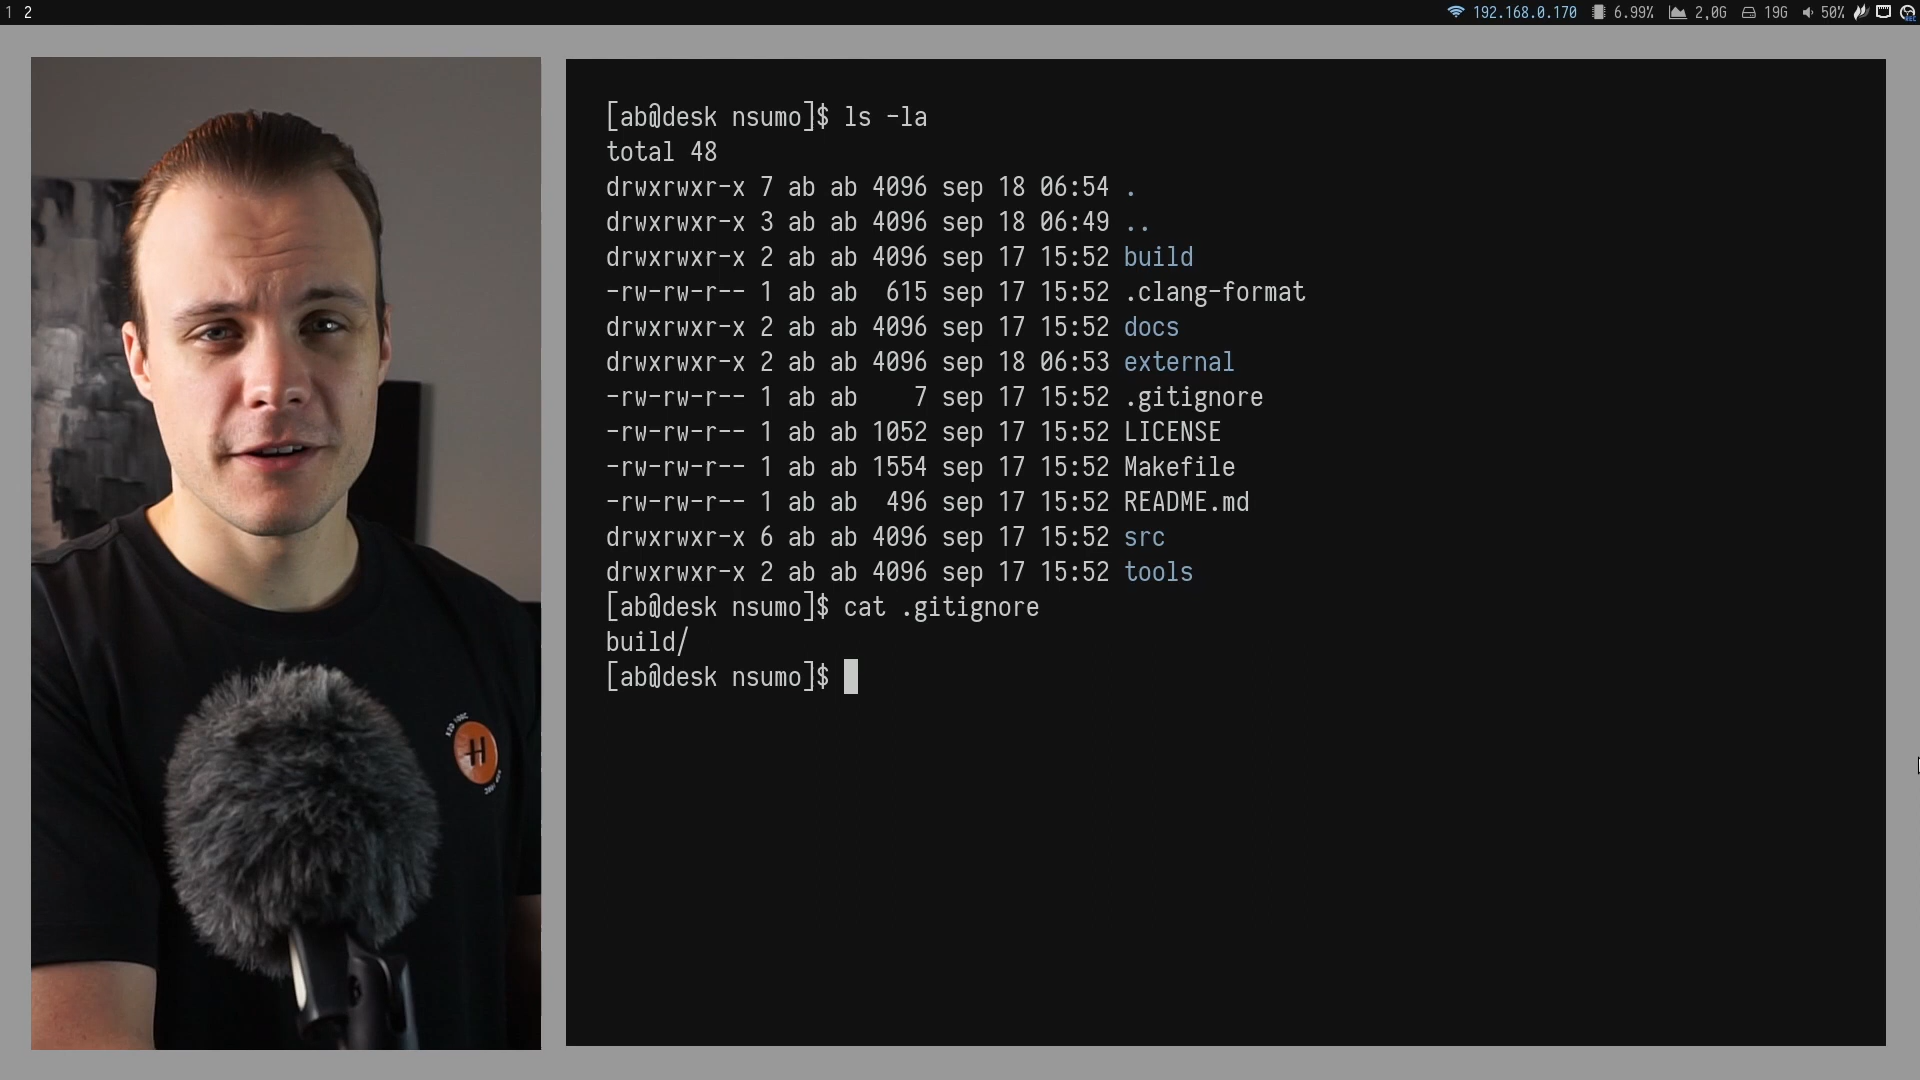 1 2
192.168.0.170 6.99% 2,0G 19G 50% REC
[ab@desk nsumo]$ ls -la
total 48
drwxrwxr-x 7 ab ab 4096 sep 18 06:54 .
drwxrwxr-x 3 ab ab 4096 sep 18 06:49 ..
drwxrwxr-x 2 ab ab 4096 sep 17 15:52 build
-rw-rw-r-- 1 ab ab  615 sep 17 15:52 .clang-format
drwxrwxr-x 2 ab ab 4096 sep 17 15:52 docs
drwxrwxr-x 2 ab ab 4096 sep 18 06:53 external
-rw-rw-r-- 1 ab ab    7 sep 17 15:52 .gitignore
-rw-rw-r-- 1 ab ab 1052 sep 17 15:52 LICENSE
-rw-rw-r-- 1 ab ab 1554 sep 17 15:52 Makefile
-rw-rw-r-- 1 ab ab  496 sep 17 15:52 README.md
drwxrwxr-x 6 ab ab 4096 sep 17 15:52 src
drwxrwxr-x 2 ab ab 4096 sep 17 15:52 tools
[ab@desk nsumo]$ cat .gitignore
build/
[ab@desk nsumo]$
H